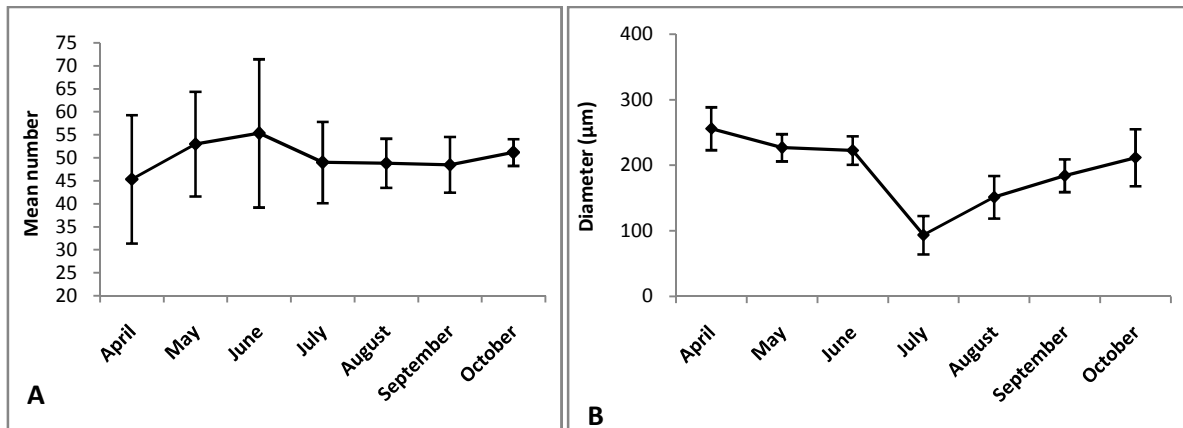 Mean number
75
70
65
60
55
50
45
40
35
30
25
20
April
May
June
July
August
September
October
A
Diameter (µm)
400
300
200
100
0
April
May
June
July
August
September
October
B